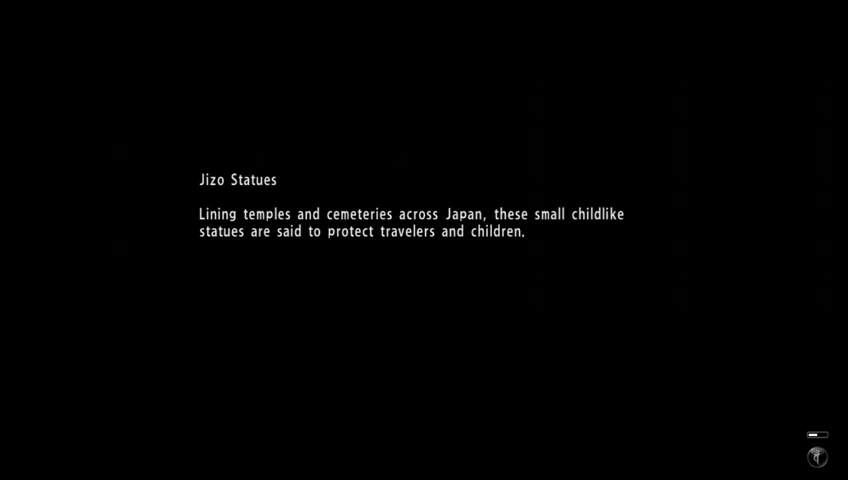 Jizo Statues
Lining temples and cemeteries across Japan, these small childlike
statues are said to protect travelers and children.